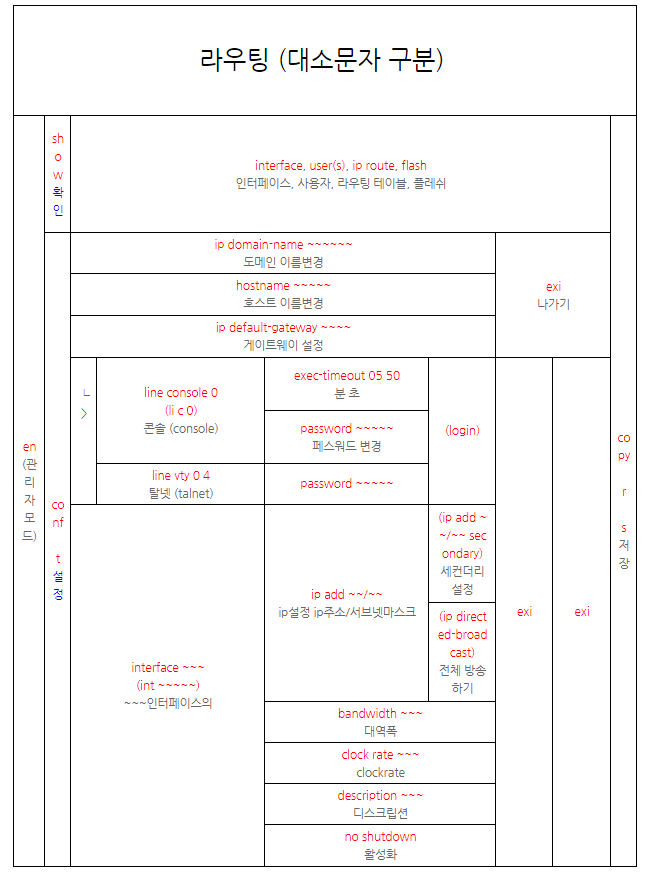 라우팅 (대소문자 구분)
en
(관
리
자
모
드)
sh
o
w
확
인
interface, user(s), ip route, flash
인터페이스, 사용자, 라우팅 테이블, 플레쉬
co
nf
t
설
정
ip domain-name ~~~~~~
도메인 이름변경
hostname ~~~~~
호스트 이름변경
ip default-gateway ~~~~
게이트웨이 설정
exi
나가기
ㄴ
>
line console 0
(li c 0)
콘솔 (console)
exec-timeout 05 50
분 초
password ~~~~~
페스워드 변경
(login)
line vty 0 4
탈넷 (talnet)
password ~~~~~
interface ~~~
(int ~~~~~)
~~~인터페이스의
ip add ~~/~~
ip설정 ip주소/서브넷마스크
(ip add ~
~/~~ sec
ondary)
세컨더리
설정
(ip direct
ed-broad
cast)
전체 방송
하기
bandwidth ~~~
대역폭
clock rate ~~~
clockrate
description ~~~
디스크립션
no shutdown
활성화
exi
exi
co
py
r
s
저
장